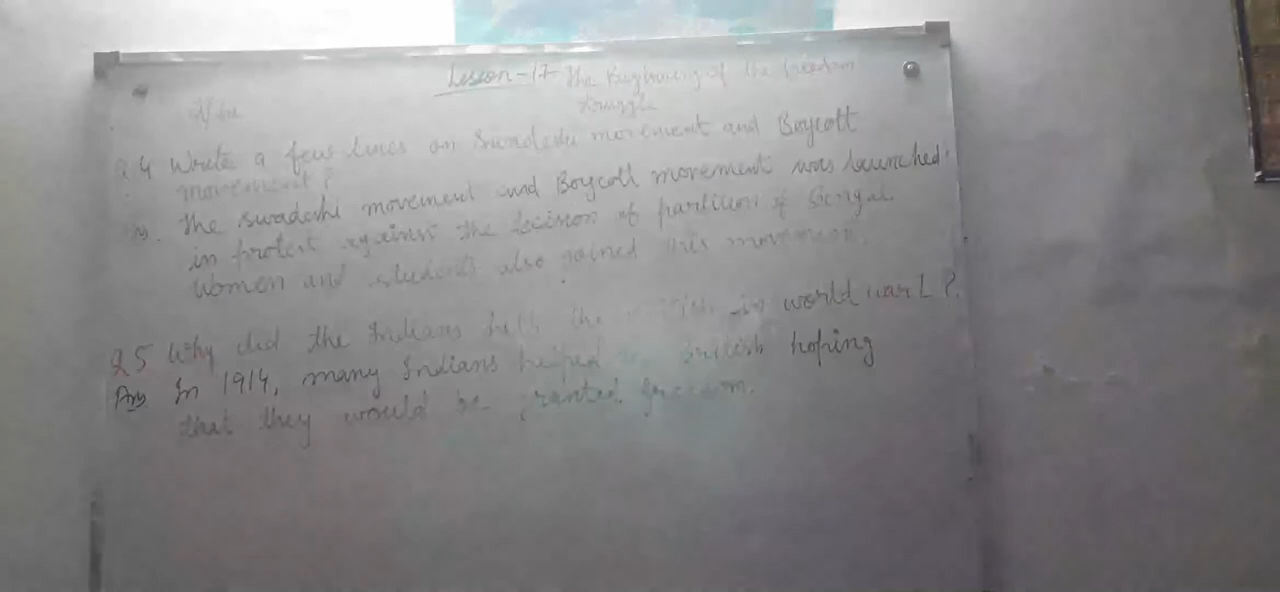 Lesson-17 The Beginning of the freedom
struggle
Q4 Write a few lines on Swadeshi movement and Boycott
movement?
The swadeshi movement and Boycott movement was launched
in protest against the decision of partition of Bengal.
Women and students also joined this movement.
Q5 Why did the Indians help the British in world war I?
Ans In 1914, many Indians helped the British hoping
that they would be granted freedom.